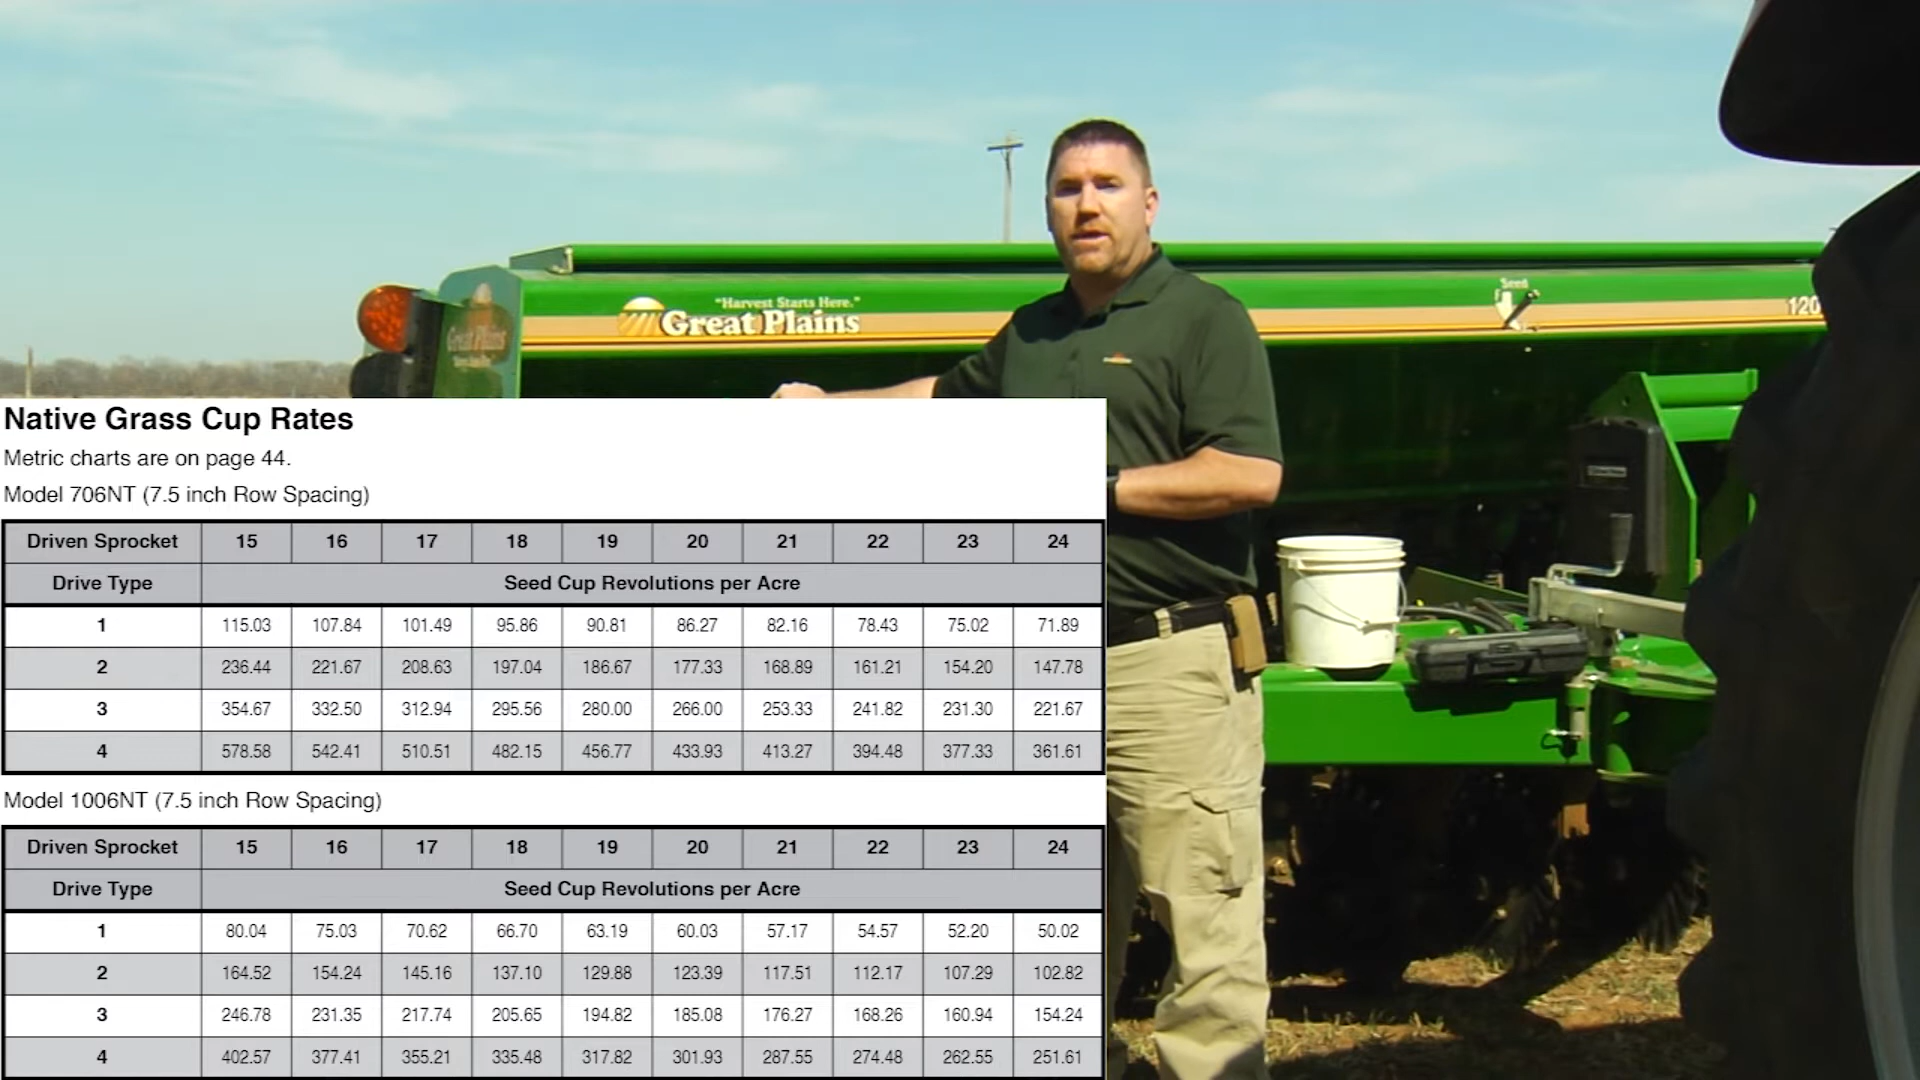 "Harvest Starts Here."
Great Plains
Great Plains
Seed
120
Native Grass Cup Rates
Metric charts are on page 44.
Model 706NT (7.5 inch Row Spacing)
Driven Sprocket 15 16 17 18 19 20 21 22 23 24
Drive Type Seed Cup Revolutions per Acre
1 115.03 107.84 101.49 95.86 90.81 86.27 82.16 78.43 75.02 71.89
2 236.44 221.67 208.63 197.04 186.67 177.33 168.89 161.21 154.20 147.78
3 354.67 332.50 312.94 295.56 280.00 266.00 253.33 241.82 231.30 221.67
4 578.58 542.41 510.51 482.15 456.77 433.93 413.27 394.48 377.33 361.61
Model 1006NT (7.5 inch Row Spacing)
Driven Sprocket 15 16 17 18 19 20 21 22 23 24
Drive Type Seed Cup Revolutions per Acre
1 80.04 75.03 70.62 66.70 63.19 60.03 57.17 54.57 52.20 50.02
2 164.52 154.24 145.16 137.10 129.88 123.39 117.51 112.17 107.29 102.82
3 246.78 231.35 217.74 205.65 194.82 185.08 176.27 168.26 160.94 154.24
4 402.57 377.41 355.21 335.48 317.82 301.93 287.55 274.48 262.55 251.61